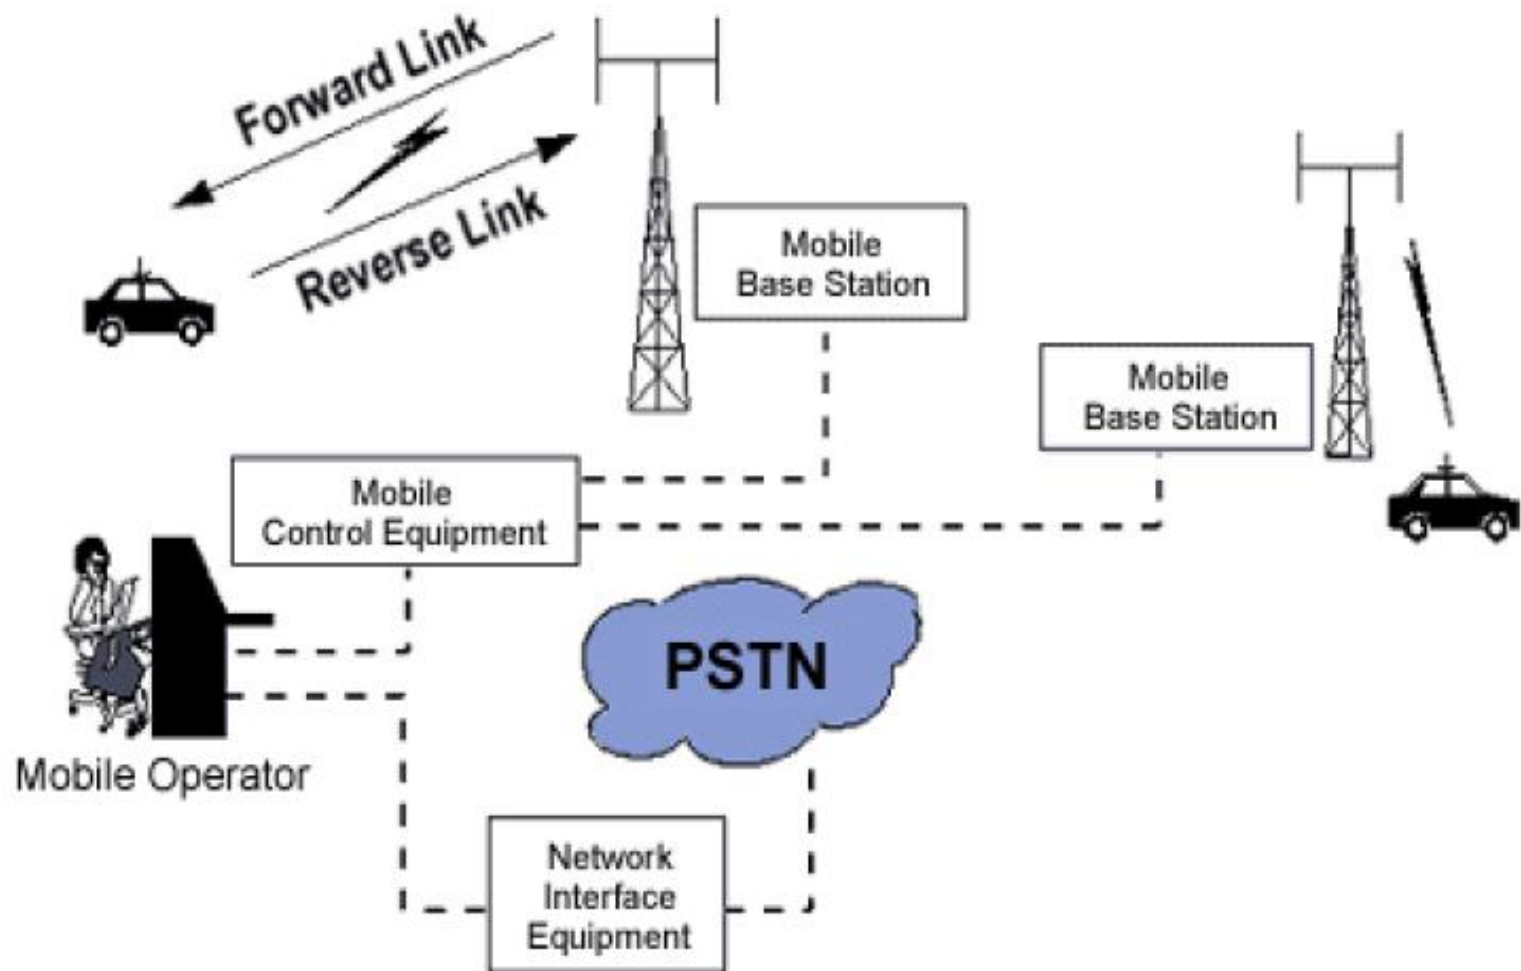 Forward Link
Reverse Link
Mobile
Base Station
Mobile
Base Station
Mobile
Control Equipment
PSTN
Mobile Operator
Network
Interface
Equipment